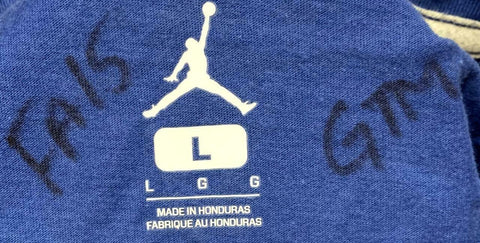 FA15
GTM
L
L G G
MADE IN HONDURAS
FABRIQUE AU HONDURAS